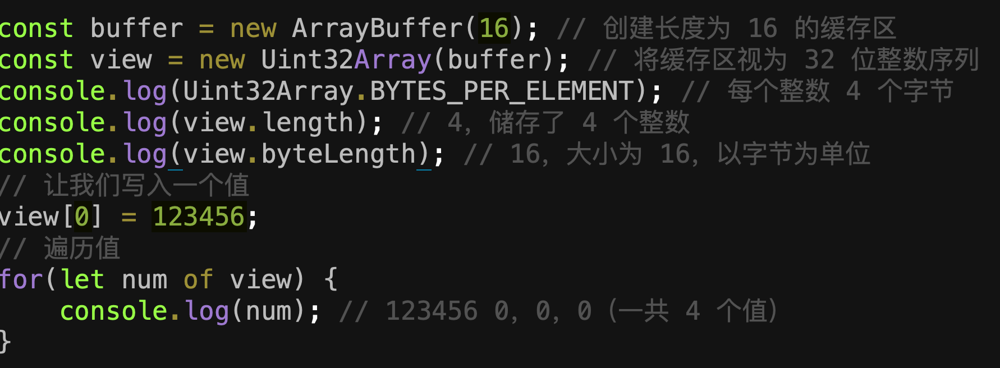 const buffer = new ArrayBuffer(16); // 创建长度为 16 的缓存区
const view = new Uint32Array(buffer); // 将缓存区视为 32 位整数序列
console.log(Uint32Array.BYTES_PER_ELEMENT); // 每个整数 4 个字节
console.log(view.length); // 4，储存了 4 个整数
console.log(view.byteLength); // 16，大小为 16，以字节为单位
// 让我们写入一个值
view[0] = 123456;
// 遍历值
for(let num of view) {
    console.log(num); // 123456 0，0，0（一共 4 个值）
}